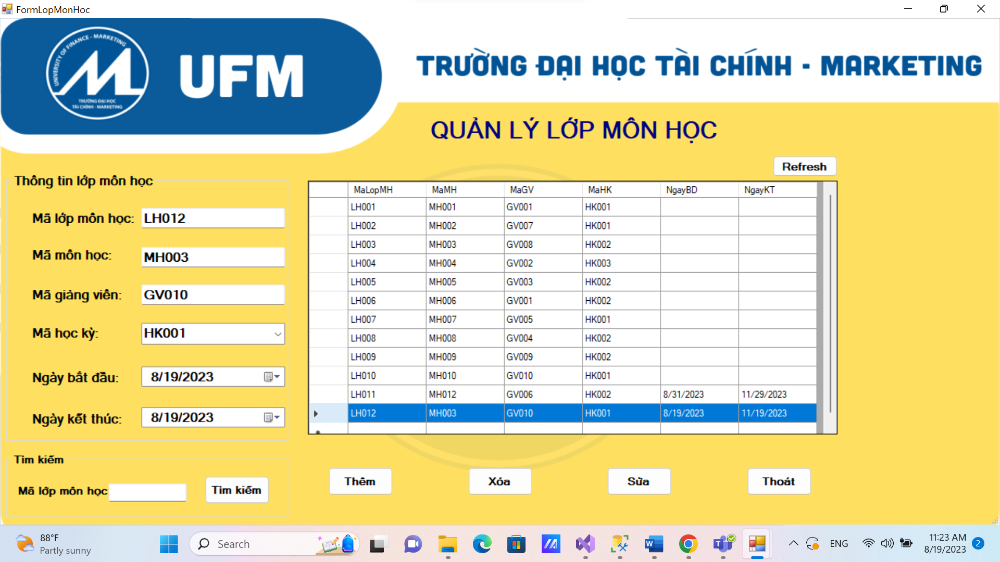 FormLopMonHoc
UNIVERSITY OF FINANCE - MARKETING
TRƯỜNG ĐẠI HỌC
TÀI CHÍNH - MARKETING
UFM
TRƯỜNG ĐẠI HỌC TÀI CHÍNH - MARKETING
QUẢN LÝ LỚP MÔN HỌC
Refresh
Thông tin lớp môn học
Mã lớp môn học: LH012
Mã môn học: MH003
Mã giảng viên: GV010
Mã học kỳ: HK001
Ngày bắt đầu: 8/19/2023
Ngày kết thúc: 8/19/2023
MaLopMH MaMH MaGV MaHK NgayBD NgayKT
LH001 MH001 GV001 HK001
LH002 MH002 GV007 HK001
LH003 MH003 GV008 HK002
LH004 MH004 GV002 HK003
LH005 MH005 GV003 HK002
LH006 MH006 GV001 HK002
LH007 MH007 GV005 HK001
LH008 MH008 GV004 HK002
LH009 MH009 GV009 HK002
LH010 MH010 GV010 HK001
LH011 MH012 GV006 HK002 8/31/2023 11/29/2023
LH012 MH003 GV010 HK001 8/19/2023 11/19/2023
Tìm kiếm
Mã lớp môn học
Tìm kiếm
Thêm Xóa Sửa Thoát
88°F
Partly sunny
Search
ENG
11:23 AM
8/19/2023
2